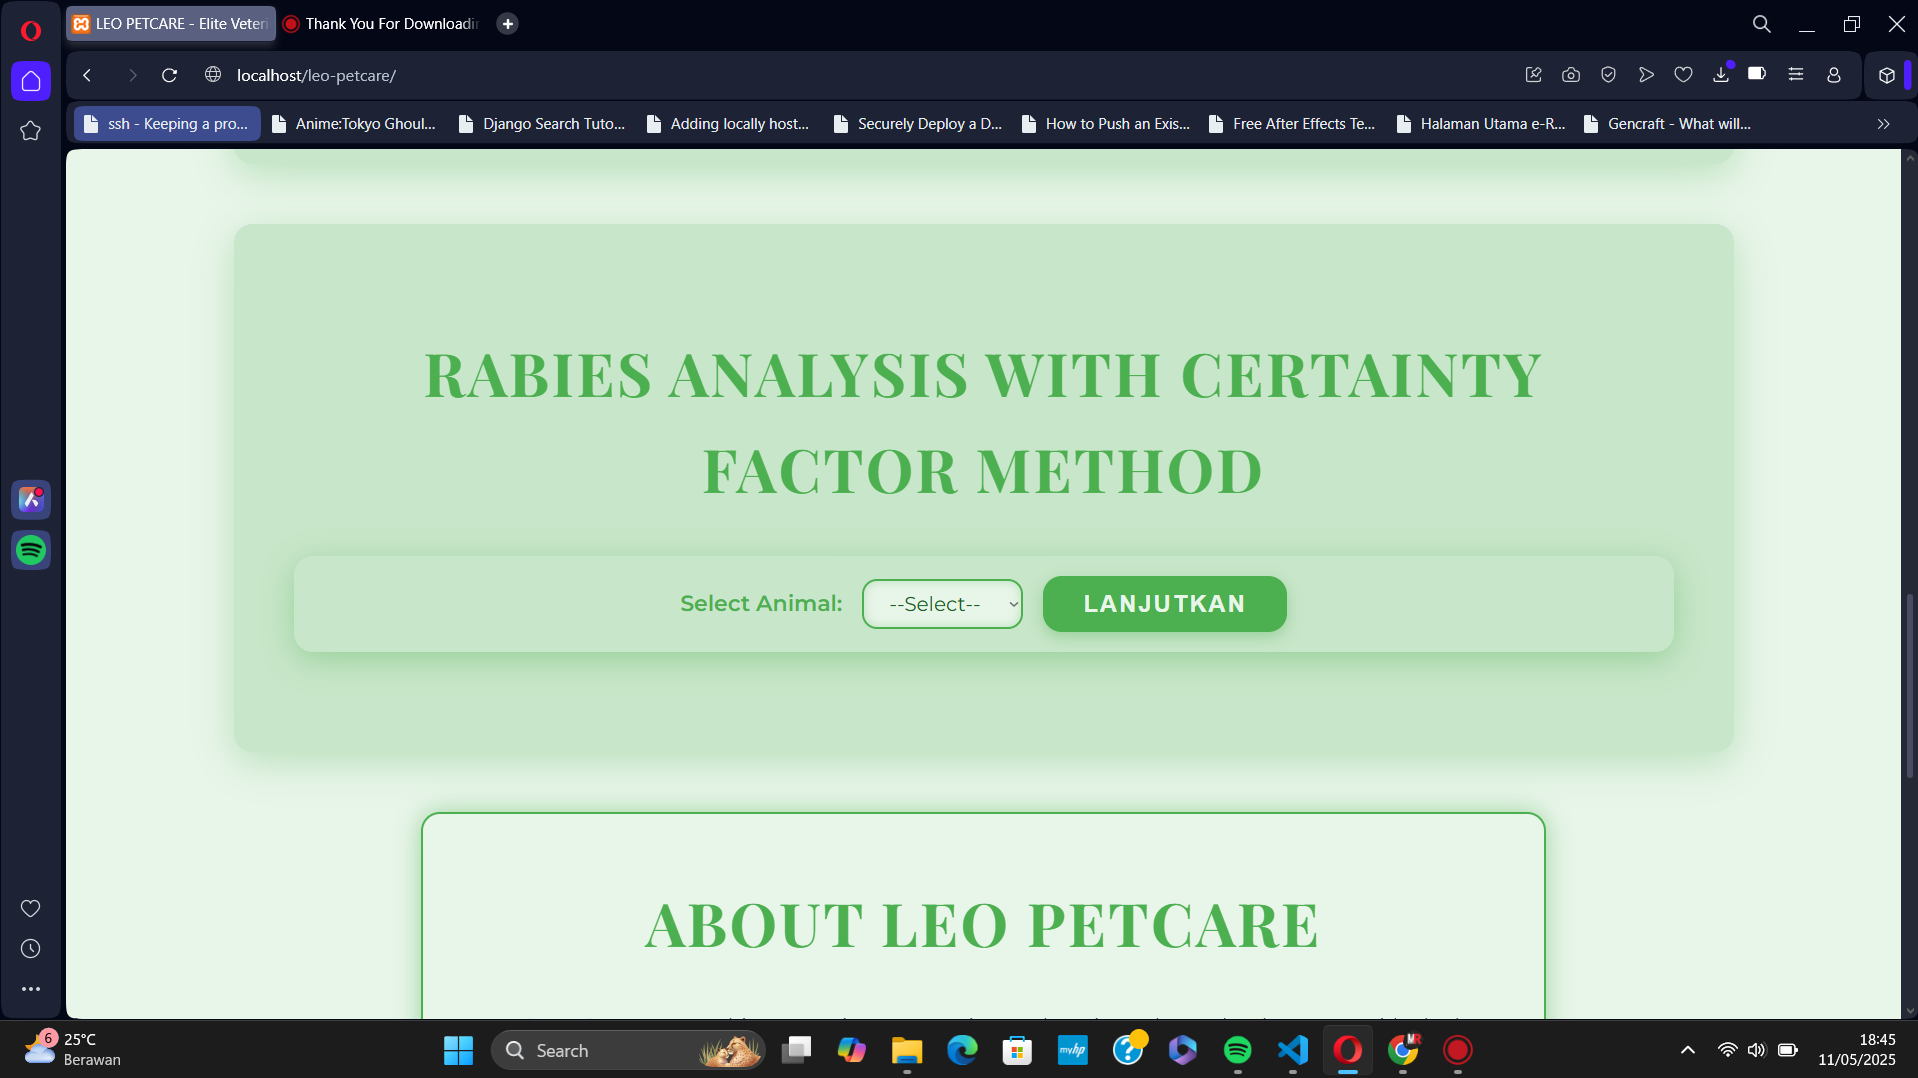 LEO PETCARE - Elite Veteri
Thank You For Downloadin
localhost/leo-petcare/
ssh - Keeping a pro...
Anime:Tokyo Ghoul...
Django Search Tuto...
Adding locally host...
Securely Deploy a D...
How to Push an Exis...
Free After Effects Te...
Halaman Utama e-R...
Gencraft - What will...
RABIES ANALYSIS WITH CERTAINTY
FACTOR METHOD
Select Animal:
--Select--
LANJUTKAN
ABOUT LEO PETCARE
6
25°C
Berawan
Search
myhp
MR
18:45
11/05/2025